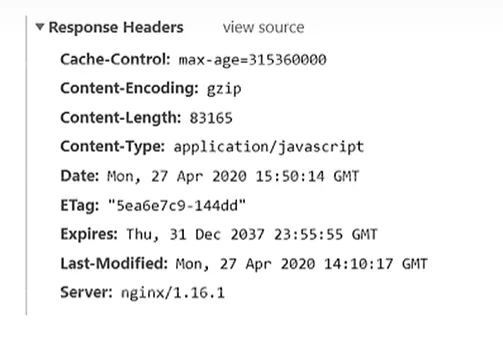 Response Headers view source
Cache-Control: max-age=315360000
Content-Encoding: gzip
Content-Length: 83165
Content-Type: application/javascript
Date: Mon, 27 Apr 2020 15:50:14 GMT
ETag: "5ea6e7c9-144dd"
Expires: Thu, 31 Dec 2037 23:55:55 GMT
Last-Modified: Mon, 27 Apr 2020 14:10:17 GMT
Server: nginx/1.16.1